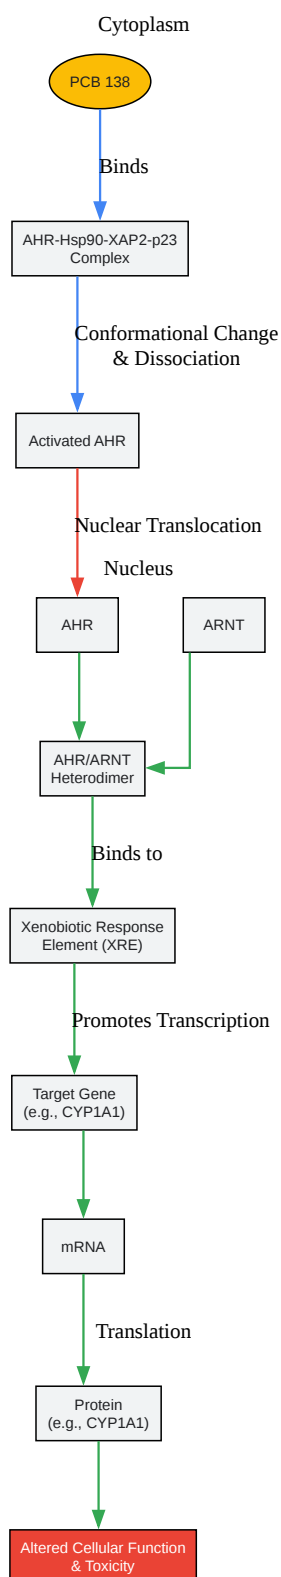 Cytoplasm
PCB 138
Binds
AHR-Hsp90-XAP2-p23
Complex
Conformational Change
& Dissociation
Activated AHR
Nuclear Translocation
Nucleus
AHR
ARNT
AHR/ARNT
Heterodimer
Binds to
Xenobiotic Response
Element (XRE)
Promotes Transcription
Target Gene
(e.g., CYP1A1)
mRNA
Translation
Protein
(e.g., CYP1A1)
Altered Cellular Function
& Toxicity